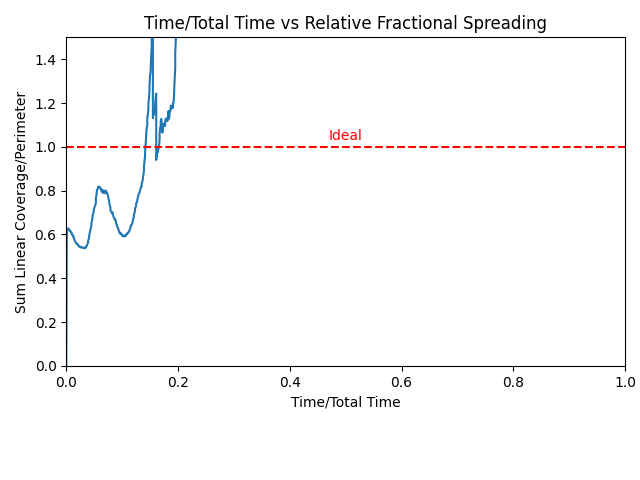 Time/Total Time vs Relative Fractional Spreading
Sum Linear Coverage/Perimeter
1.4
1.2
1.0
0.8
0.6
0.4
0.2
0.0
Ideal
0.0 0.2 0.4 0.6 0.8 1.0
Time/Total Time